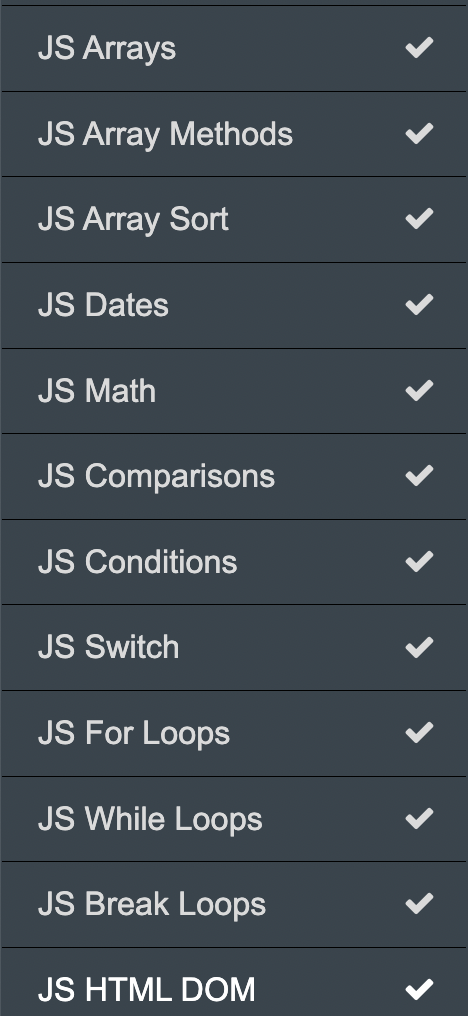 JS Arrays
JS Array Methods
JS Array Sort
JS Dates
JS Math
JS Comparisons
JS Conditions
JS Switch
JS For Loops
JS While Loops
JS Break Loops
JS HTML DOM